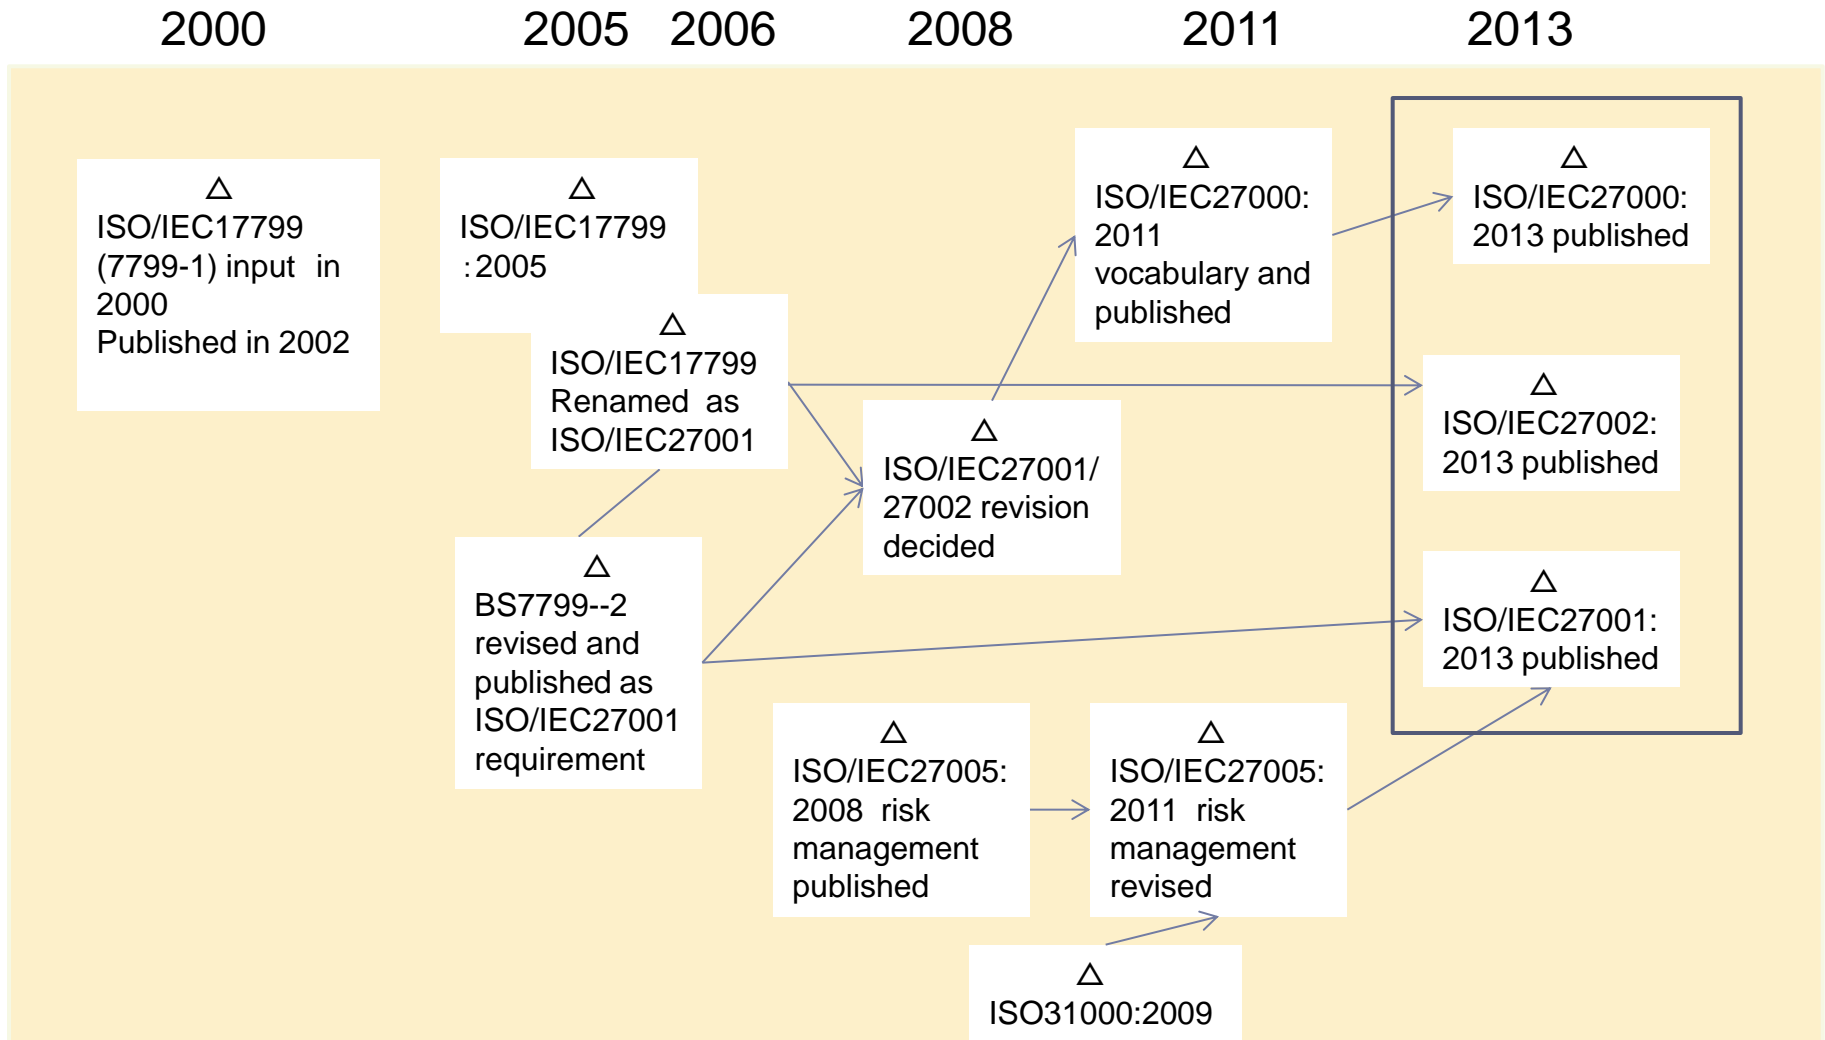 2000 2005 2006 2008 2011 2013
△
ISO/IEC17799
(7799-1) input in
2000
Published in 2002
△
ISO/IEC17799
:2005
△
ISO/IEC17799
Renamed as
ISO/IEC27001
△
BS7799--2
revised and
published as
ISO/IEC27001
requirement
△
ISO/IEC27001/
27002 revision
decided
△
ISO/IEC27005:
2008 risk
management
published
△
ISO/IEC27000:
2011
vocabulary and
published
△
ISO/IEC27005:
2011 risk
management
revised
△
ISO31000:2009
△
ISO/IEC27000:
2013 published
△
ISO/IEC27002:
2013 published
△
ISO/IEC27001:
2013 published